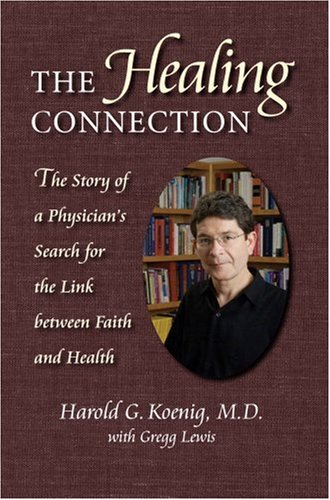 THE Healing
CONNECTION
The Story of
a Physician's
Search for
the Link
between Faith
and Health
Harold G. Koenig, M.D.
with Gregg Lewis